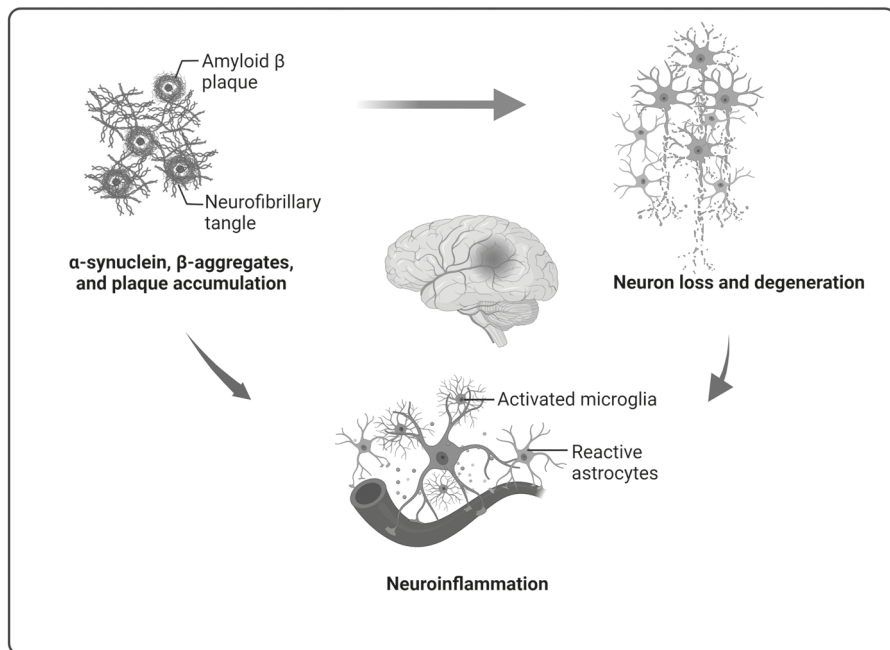 Amyloid β
plaque
Neurofibrillary
tangle
α-synuclein, β-aggregates,
and plaque accumulation
Neuron loss and degeneration
Activated microglia
Reactive
astrocytes
Neuroinflammation